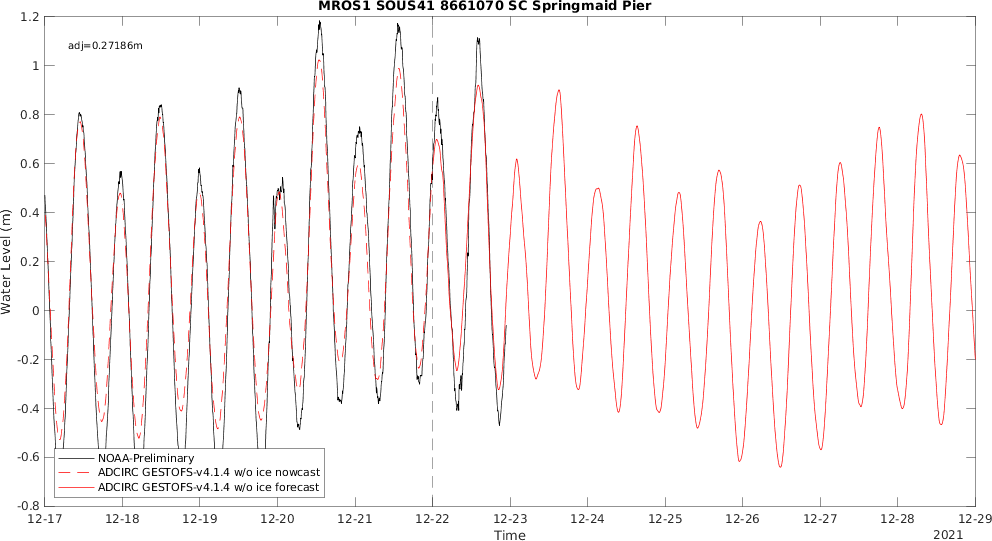 MROS1 SOUS41 8661070 SC Springmaid Pier
adj=0.27186m
Water Level (m)
1.2
1
0.8
0.6
0.4
0.2
0
-0.2
-0.4
-0.6
-0.8
NOAA-Preliminary
ADCIRC GESTOFS-v4.1.4 w/o ice nowcast
ADCIRC GESTOFS-v4.1.4 w/o ice forecast
12-17 12-18 12-19 12-20 12-21 12-22 12-23 12-24 12-25 12-26 12-27 12-28 12-29
Time
2021